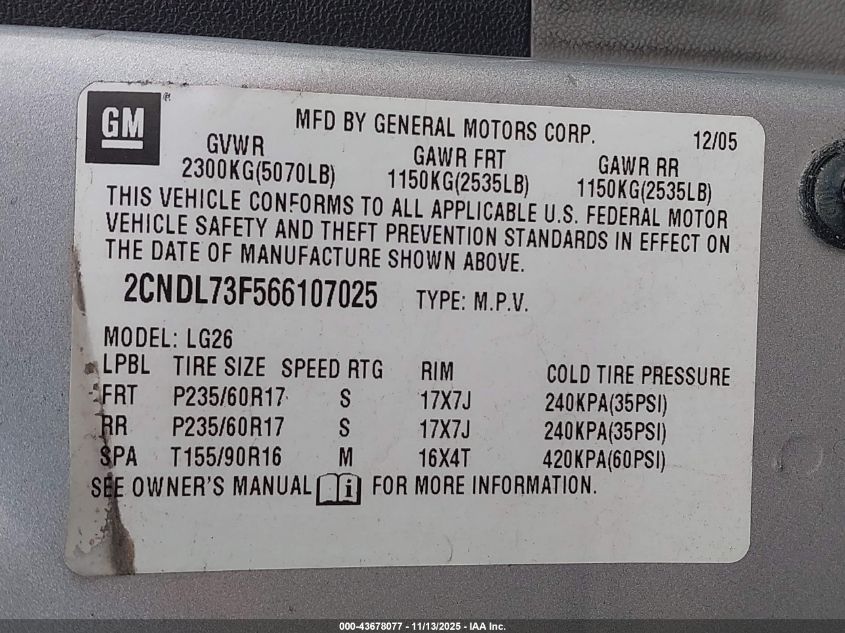 GM ®
MFD BY GENERAL MOTORS CORP. 12/05
GVWR GAWR FRT GAWR RR
2300KG(5070LB) 1150KG(2535LB) 1150KG(2535LB)
THIS VEHICLE CONFORMS TO ALL APPLICABLE U.S. FEDERAL MOTOR
VEHICLE SAFETY AND THEFT PREVENTION STANDARDS IN EFFECT ON
THE DATE OF MANUFACTURE SHOWN ABOVE.
2CNDL73F566107025 TYPE: M.P.V.
MODEL: LG26
LPBL TIRE SIZE SPEED RTG RIM COLD TIRE PRESSURE
FRT P235/60R17 S 17X7J 240KPA(35PSI)
RR P235/60R17 S 17X7J 240KPA(35PSI)
SPA T155/90R16 M 16X4T 420KPA(60PSI)
SEE OWNER'S MANUAL i FOR MORE INFORMATION.
000-43678077 - 11/13/2025 - IAA Inc.